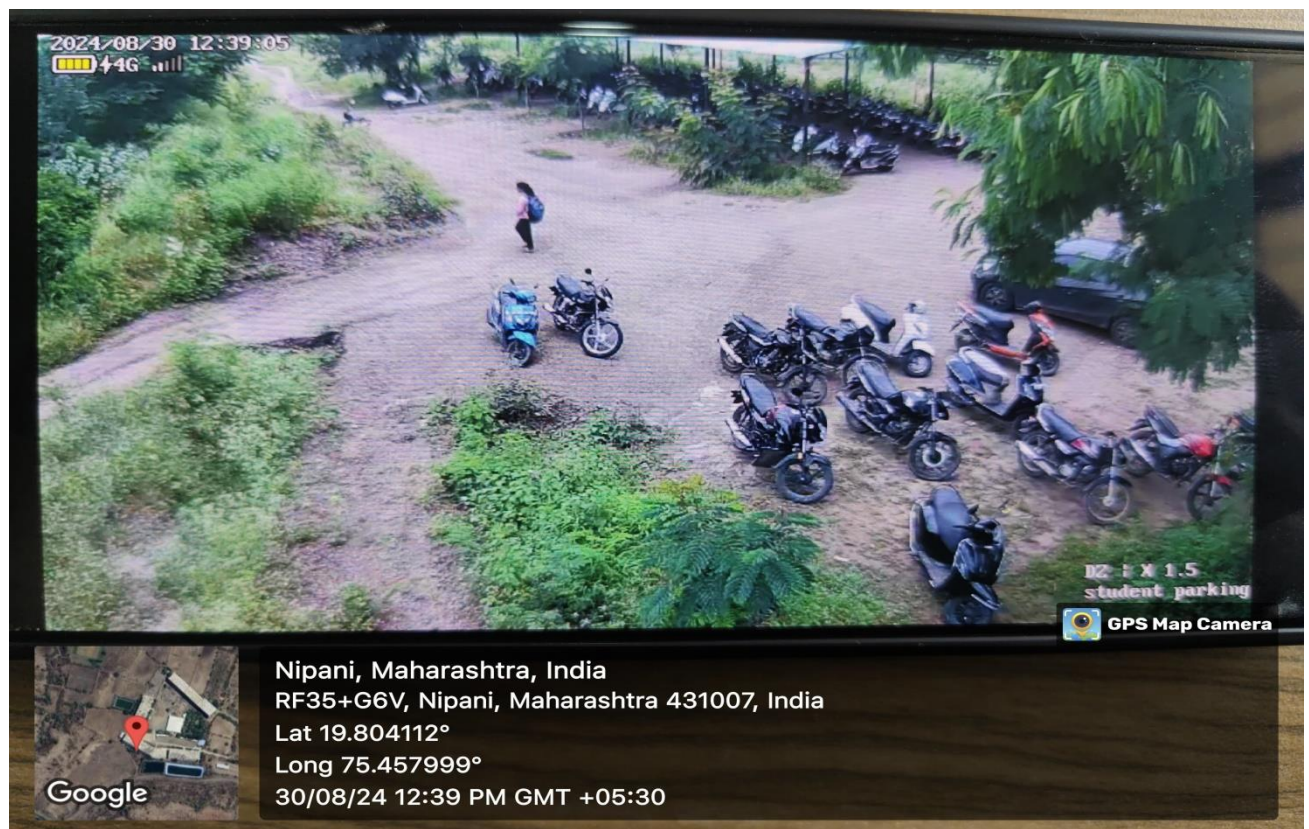 2024/08/30 12:39:05
4G
DZ : X 1.5
student parking
GPS Map Camera
Nipani, Maharashtra, India
RF35+G6V, Nipani, Maharashtra 431007, India
Lat 19.804112°
Long 75.457999°
30/08/24 12:39 PM GMT +05:30
Google